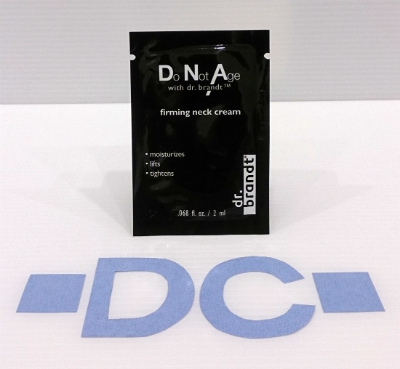 Do Not Age
with dr. brandt™
firming neck cream
• moisturizes
• lifts
• tightens
dr. brandt
.068 fl. oz. / 2 ml
DC